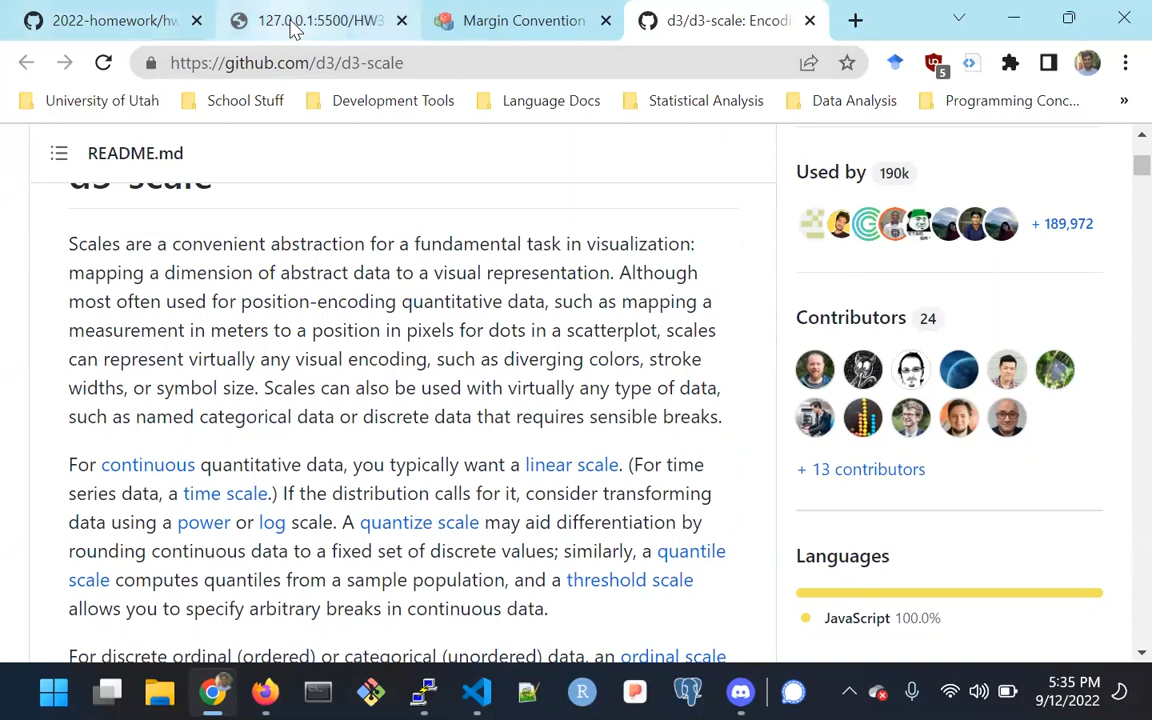 2022-homework/hw
127.0.0.1:5500/HW3
Margin Convention
d3/d3-scale: Encodi
https://github.com/d3/d3-scale
5
University of Utah
School Stuff
Development Tools
Language Docs
Statistical Analysis
Data Analysis
Programming Conc...
»
README.md
d3-scale
Scales are a convenient abstraction for a fundamental task in visualization:
mapping a dimension of abstract data to a visual representation. Although
most often used for position-encoding quantitative data, such as mapping a
measurement in meters to a position in pixels for dots in a scatterplot, scales
can represent virtually any visual encoding, such as diverging colors, stroke
widths, or symbol size. Scales can also be used with virtually any type of data,
such as named categorical data or discrete data that requires sensible breaks.
For continuous quantitative data, you typically want a linear scale. (For time
series data, a time scale.) If the distribution calls for it, consider transforming
data using a power or log scale. A quantize scale may aid differentiation by
rounding continuous data to a fixed set of discrete values; similarly, a quantile
scale computes quantiles from a sample population, and a threshold scale
allows you to specify arbitrary breaks in continuous data.
For discrete ordinal (ordered) or categorical (unordered) data, an ordinal scale
Used by 190k
+ 189,972
Contributors 24
+ 13 contributors
Languages
JavaScript 100.0%
R
5:35 PM
9/12/2022